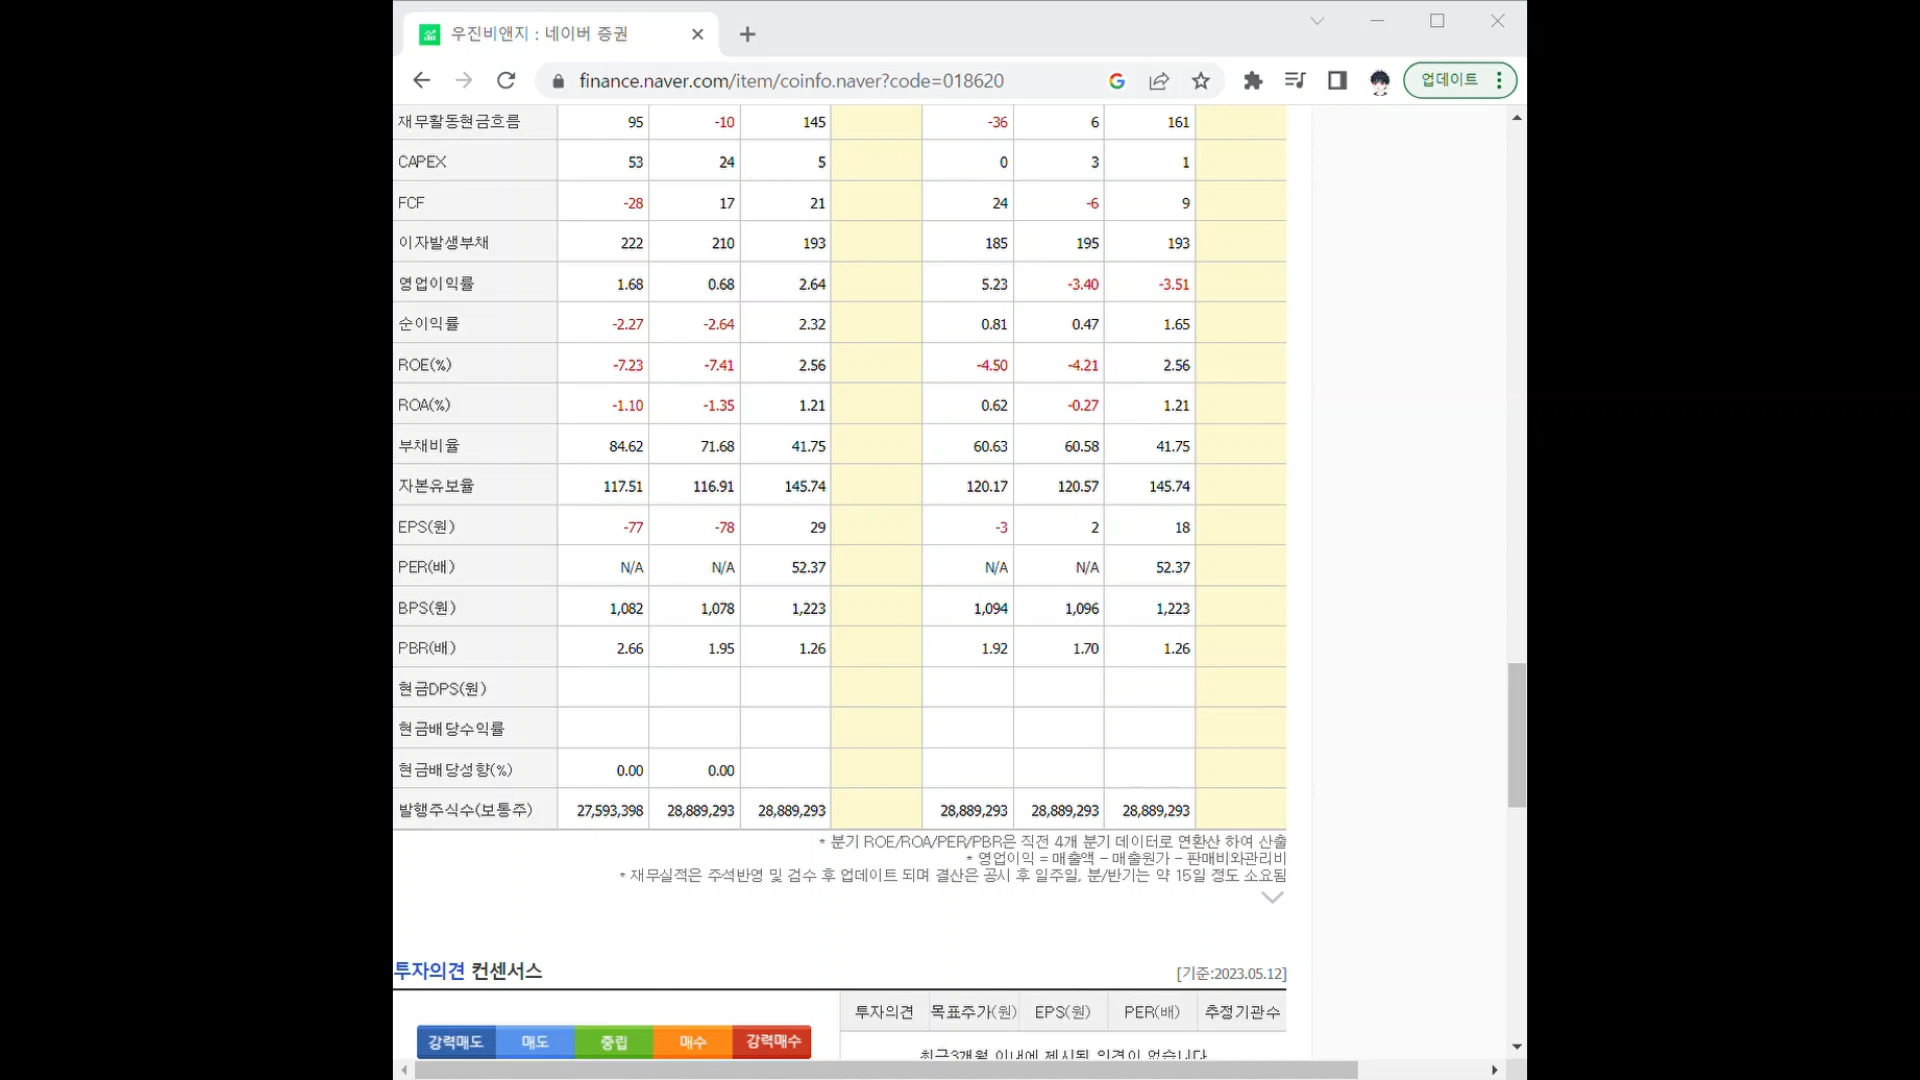 우진비앤지 : 네이버 증권
finance.naver.com/item/coinfo.naver?code=018620
업데이트
재무활동현금흐름 95 -10 145 -36 6 161
CAPEX 53 24 5 0 3 1
FCF -28 17 21 24 -6 9
이자발생부채 222 210 193 185 195 193
영업이익률 1.68 0.68 2.64 5.23 -3.40 -3.51
순이익률 -2.27 -2.64 2.32 0.81 0.47 1.65
ROE(%) -7.23 -7.41 2.56 -4.50 -4.21 2.56
ROA(%) -1.10 -1.35 1.21 0.62 -0.27 1.21
부채비율 84.62 71.68 41.75 60.63 60.58 41.75
자본유보율 117.51 116.91 145.74 120.17 120.57 145.74
EPS(원) -77 -78 29 -3 2 18
PER(배) N/A N/A 52.37 N/A N/A 52.37
BPS(원) 1,082 1,078 1,223 1,094 1,096 1,223
PBR(배) 2.66 1.95 1.26 1.92 1.70 1.26
현금DPS(원)
현금배당수익률
현금배당성향(%) 0.00 0.00
발행주식수(보통주) 27,593,398 28,889,293 28,889,293 28,889,293 28,889,293 28,889,293
* 분기 ROE/ROA/PER/PBR은 직전 4개 분기 데이터로 연환산 하여 산출
* 영업이익 = 매출액 - 매출원가 - 판매비와관리비
* 재무실적은 주석반영 및 검수 후 업데이트 되며 결산은 공시 후 일주일, 분/반기는 약 15일 정도 소요됨
투자의견 컨센서스 [기준:2023.05.12]
투자의견 목표주가(원) EPS(원) PER(배) 추정기관수
강력매도 매도 중립 매수 강력매수
최근3개월 이내에 제시된 의견이 없습니다